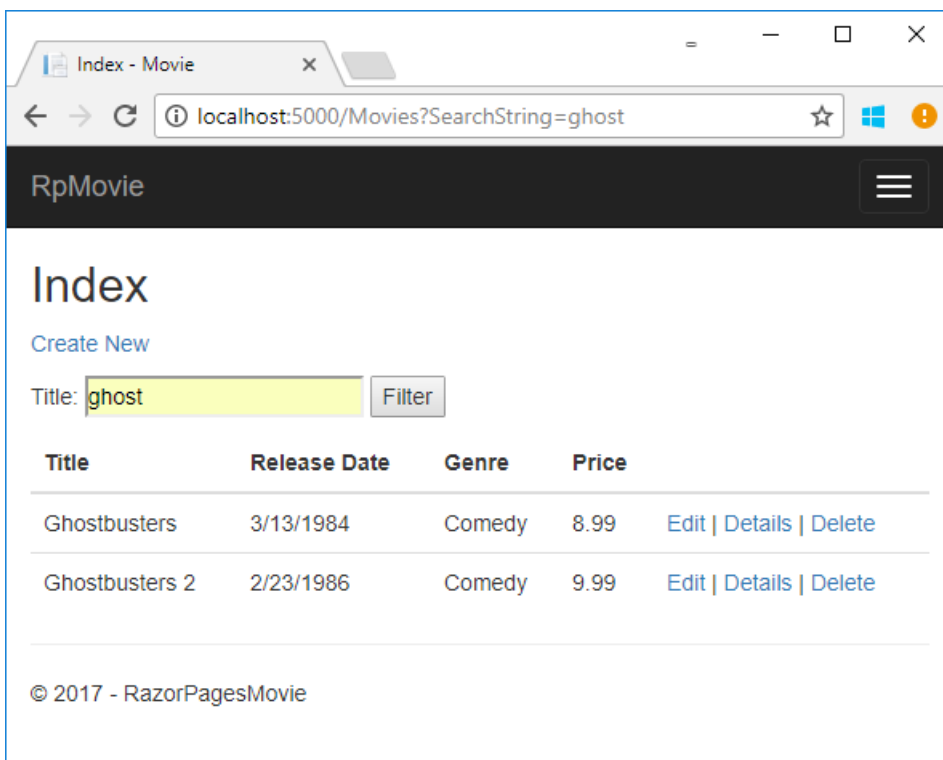 Index - Movie
localhost:5000/Movies?SearchString=ghost
RpMovie
Index
Create New
Title: ghost Filter
Title Release Date Genre Price
Ghostbusters 3/13/1984 Comedy 8.99 Edit | Details | Delete
Ghostbusters 2 2/23/1986 Comedy 9.99 Edit | Details | Delete
© 2017 - RazorPagesMovie